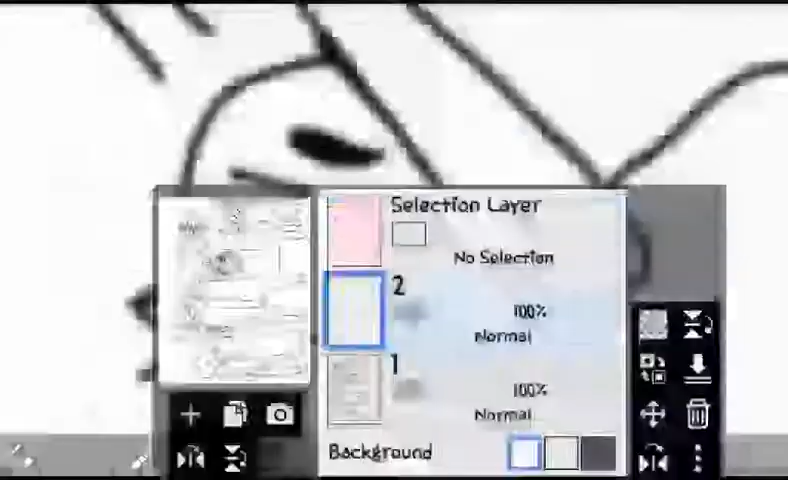 Selection Layer
No Selection
2
100%
Normal
1
100%
Normal
Background